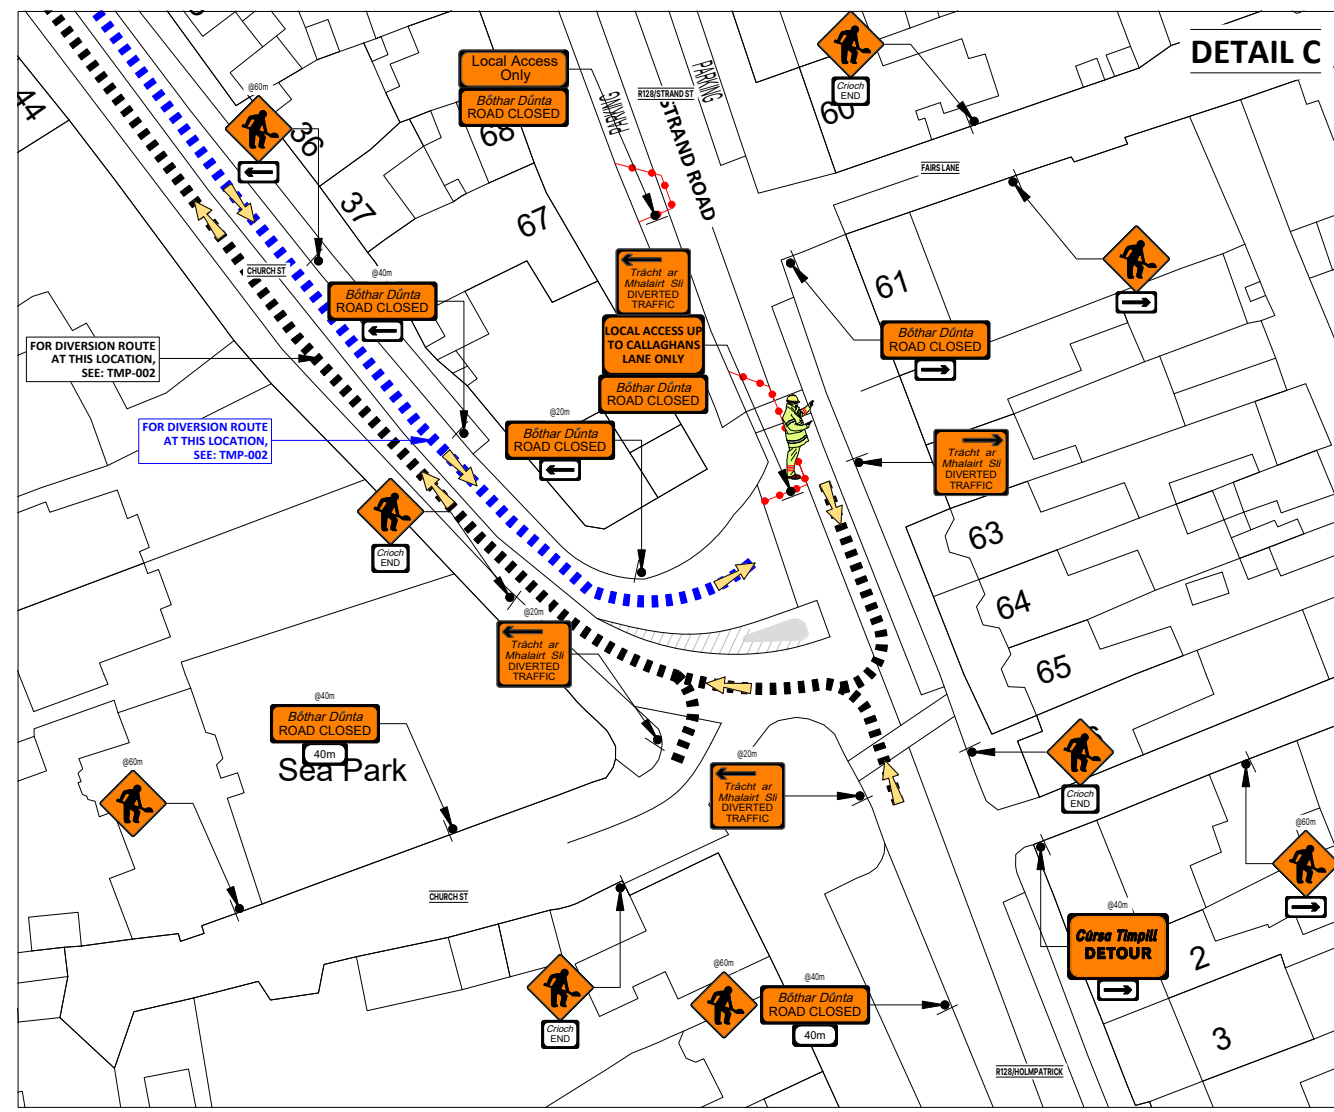 DETAIL C
44
@60m
36
37
CHURCH ST
Local Access
Only
Bóthar Dúnta
ROAD CLOSED
68
67
PARKING
R128/STRAND ST
PARKING
STRAND ROAD
60
Crioch
END
FAIRS LANE
61
@40m
Bóthar Dúnta
ROAD CLOSED
Trácht ar
Mhalairt Slí
DIVERTED
TRAFFIC
LOCAL ACCESS UP
TO CALLAGHANS
LANE ONLY
Bóthar Dúnta
ROAD CLOSED
Bóthar Dúnta
ROAD CLOSED
FOR DIVERSION ROUTE
AT THIS LOCATION,
SEE: TMP-002
FOR DIVERSION ROUTE
AT THIS LOCATION,
SEE: TMP-002
@20m
Bóthar Dúnta
ROAD CLOSED
Trácht ar
Mhalairt Slí
DIVERTED
TRAFFIC
Crioch
END
63
64
65
@20m
Trácht ar
Mhalairt Slí
DIVERTED
TRAFFIC
@40m
Bóthar Dúnta
ROAD CLOSED
40m
Sea Park
@60m
@20m
Trácht ar
Mhalairt Slí
DIVERTED
TRAFFIC
Crioch
END
@60m
CHURCH ST
@40m
Cúrsa Timpill
DETOUR
2
3
Crioch
END
@60m
@40m
Bóthar Dúnta
ROAD CLOSED
40m
R128/HOLMPATRICK